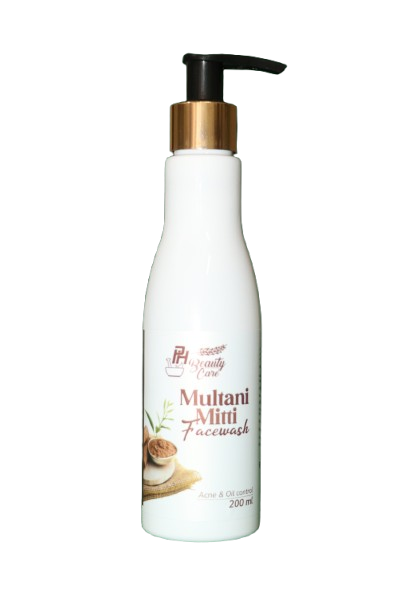 PH Beauty
Care
Multani
Mitti
Facewash
Acne & Oil control
200 ml